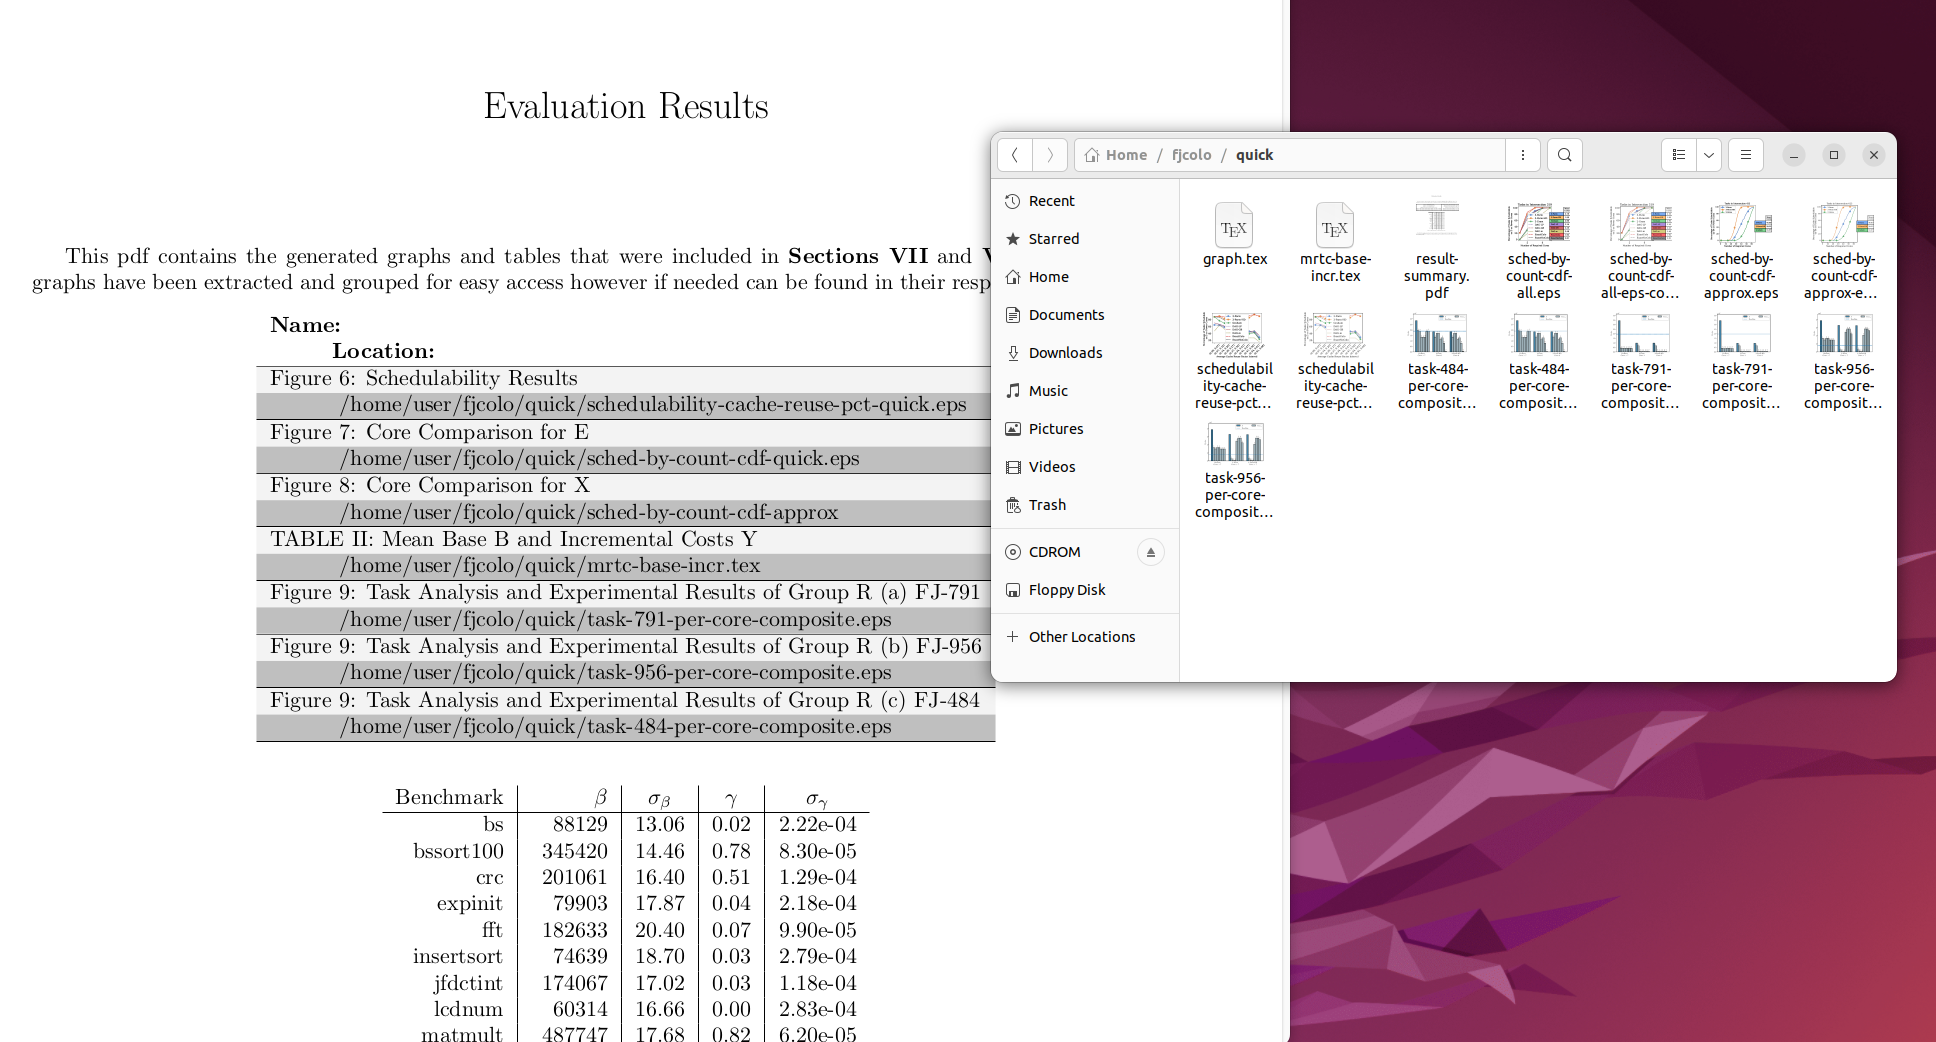 Evaluation Results
This pdf contains the generated graphs and tables that were included in Sections VII and
graphs have been extracted and grouped for easy access however if needed can be found in their
Name:
Location:
Figure 6: Schedulability Results
/home/user/fjcolo/quick/schedulability-cache-reuse-pct-quick.eps
Figure 7: Core Comparison for E
/home/user/fjcolo/quick/sched-by-count-cdf-quick.eps
Figure 8: Core Comparison for X
/home/user/fjcolo/quick/sched-by-count-cdf-approx
TABLE II: Mean Base B and Incremental Costs Y
/home/user/fjcolo/quick/mrtc-base-incr.tex
Figure 9: Task Analysis and Experimental Results of Group R (a) FJ-791
/home/user/fjcolo/quick/task-791-per-core-composite.eps
Figure 9: Task Analysis and Experimental Results of Group R (b) FJ-956
/home/user/fjcolo/quick/task-956-per-core-composite.eps
Figure 9: Task Analysis and Experimental Results of Group R (c) FJ-484
/home/user/fjcolo/quick/task-484-per-core-composite.eps
Benchmark β σβ γ σγ
bs 88129 13.06 0.02 2.22e-04
bssort100 345420 14.46 0.78 8.30e-05
crc 201061 16.40 0.51 1.29e-04
expinit 79903 17.87 0.04 2.18e-04
fft 182633 20.40 0.07 9.90e-05
insertsort 74639 18.70 0.03 2.79e-04
jfdctint 174067 17.02 0.03 1.18e-04
lcdnum 60314 16.66 0.00 2.83e-04
matmult 487747 17.68 0.82 6.20e-05
Home / fjcolo / quick
Recent
Starred
Home
Documents
Downloads
Music
Pictures
Videos
Trash
CDROM
Floppy Disk
+ Other Locations
TEX
graph.tex
TEX
mrtc-base-
incr.tex
result-
summary.
pdf
sched-by-
count-cdf-
all.eps
sched-by-
count-cdf-
all-eps-co...
sched-by-
count-cdf-
approx.eps
sched-by-
count-cdf-
approx-e...
schedulabil
ity-cache-
reuse-pct...
schedulabil
ity-cache-
reuse-pct...
task-484-
per-core-
composit...
task-484-
per-core-
composit...
task-791-
per-core-
composit...
task-791-
per-core-
composit...
task-956-
per-core-
composit...
task-956-
per-core-
composit...